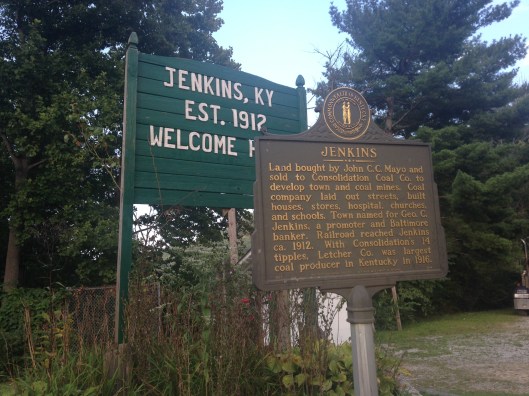 JENKINS, KY
EST. 1912
WELCOME
JENKINS
Land bought by John C.C. Mayo and
sold to Consolidation Coal Co. to
develop town and coal mines. Coal
company laid out streets, built
houses, stores, hospital, churches,
and schools. Town named for Geo. C.
Jenkins, a promoter and Baltimore
banker. Railroad reached Jenkins
ca. 1912. With Consolidation's 14
tipples, Letcher Co. was largest
coal producer in Kentucky in 1916.